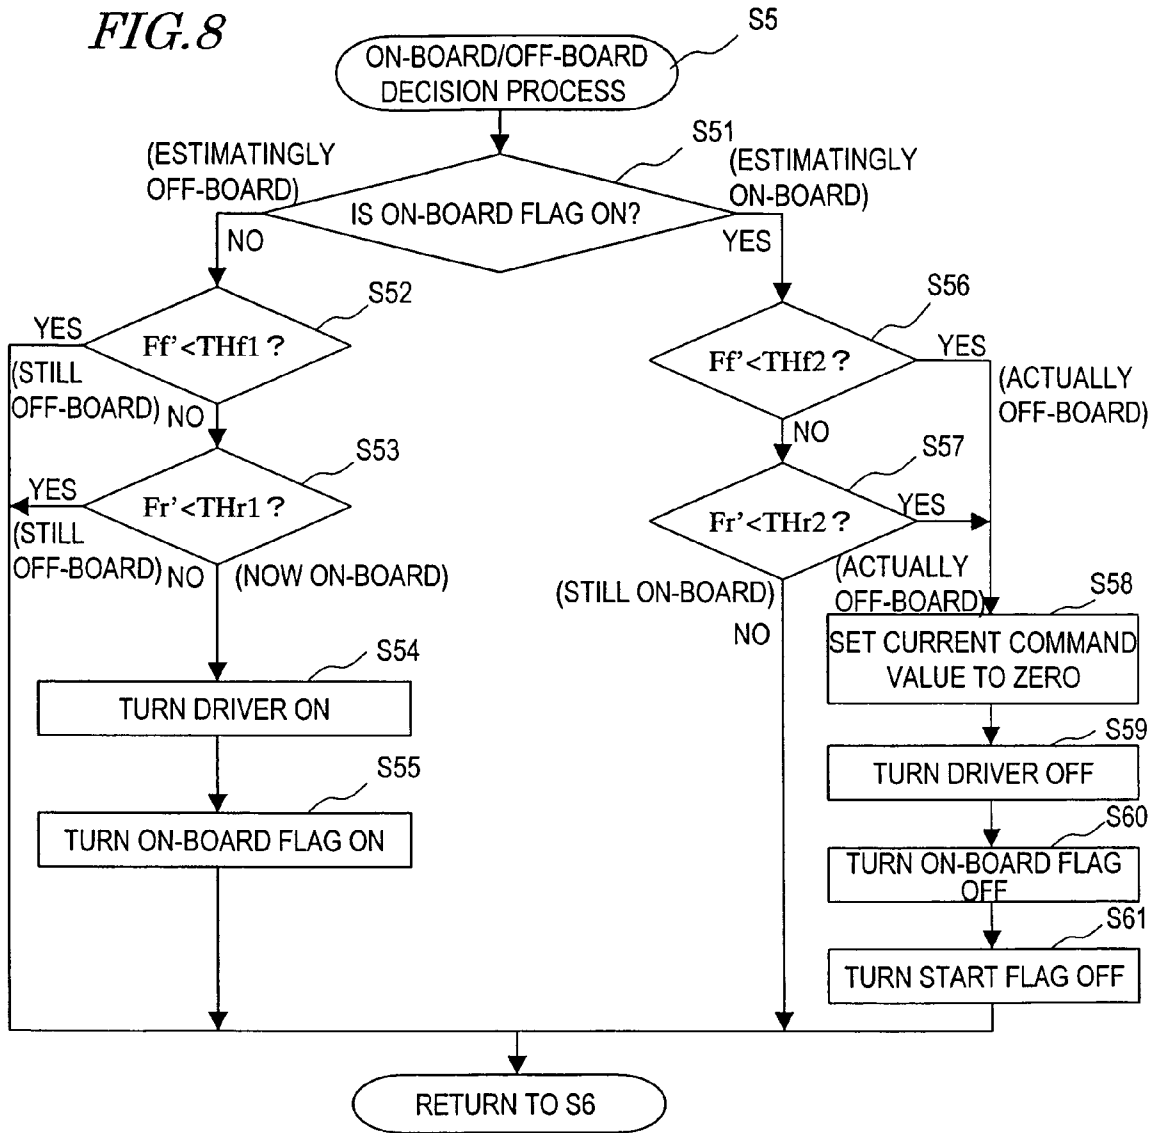 FIG.8
S5
ON-BOARD/OFF-BOARD
DECISION PROCESS
S51
(ESTIMATINGLY
OFF-BOARD)
(ESTIMATINGLY
ON-BOARD)
IS ON-BOARD FLAG ON?
NO
YES
S52
YES
Ff'<THf1?
(STILL
OFF-BOARD)
NO
S56
Ff'<THf2?
YES
(ACTUALLY
OFF-BOARD)
NO
S53
YES
Fr'<THr1?
(STILL
OFF-BOARD)
NO
(NOW ON-BOARD)
S57
Fr'<THr2?
YES
(ACTUALLY
OFF-BOARD)
(STILL ON-BOARD)
NO
S54
TURN DRIVER ON
S55
TURN ON-BOARD FLAG ON
S58
SET CURRENT COMMAND
VALUE TO ZERO
S59
TURN DRIVER OFF
S60
TURN ON-BOARD FLAG
OFF
S61
TURN START FLAG OFF
RETURN TO S6